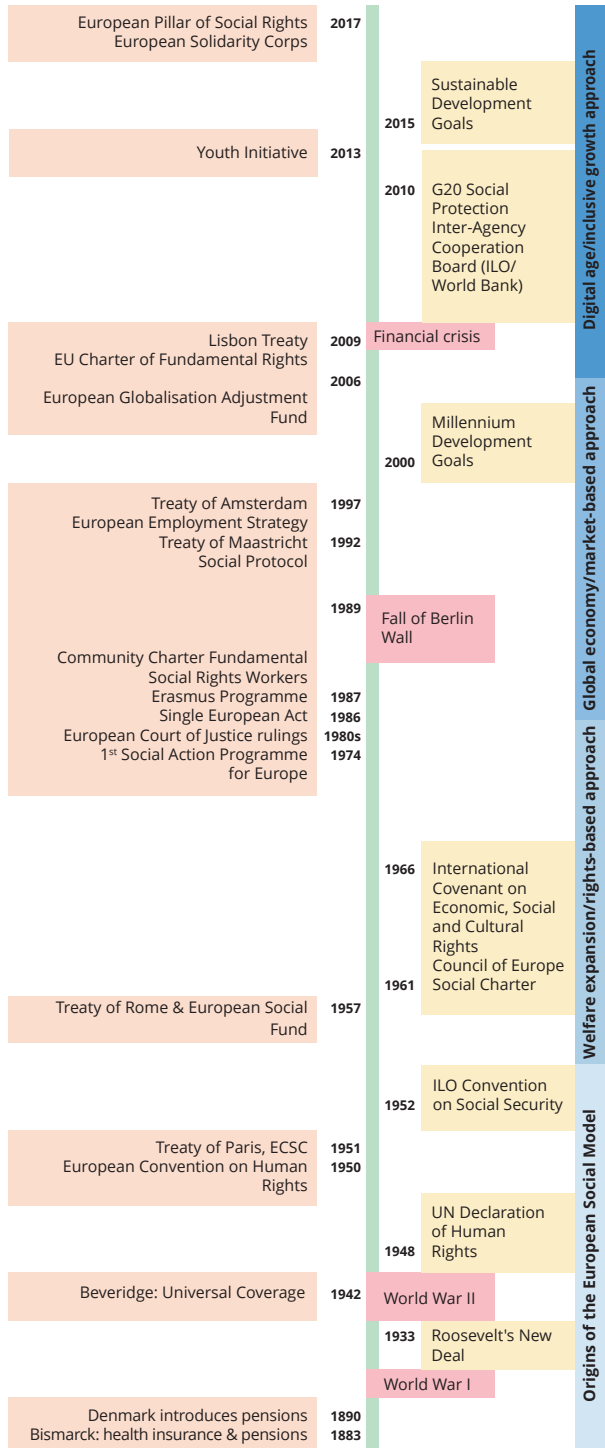 European Pillar of Social Rights 2017
European Solidarity Corps
Sustainable
Development
2015 Goals
Youth Initiative 2013
2010 G20 Social
Protection
Inter-Agency
Cooperation
Board (ILO/
World Bank)
Digital age/inclusive growth approach
Lisbon Treaty 2009 Financial crisis
EU Charter of Fundamental Rights
2006
European Globalisation Adjustment
Fund
Millennium
Development
2000 Goals
Treaty of Amsterdam 1997
European Employment Strategy
Treaty of Maastricht 1992
Social Protocol
1989
Fall of Berlin
Wall
Global economy/market-based approach
Community Charter Fundamental
Social Rights Workers
Erasmus Programme 1987
Single European Act 1986
European Court of Justice rulings 1980s
1st Social Action Programme 1974
for Europe
1966 International
Covenant on
Economic, Social
and Cultural
Rights
Council of Europe
1961 Social Charter
Welfare expansion/rights-based approach
Treaty of Rome & European Social 1957
Fund
ILO Convention
1952 on Social Security
Treaty of Paris, ECSC 1951
European Convention on Human 1950
Rights
UN Declaration
of Human
1948 Rights
Beveridge: Universal Coverage 1942 World War II
1933 Roosevelt's New
Deal
World War I
Origins of the European Social Model
Denmark introduces pensions 1890
Bismarck: health insurance & pensions 1883